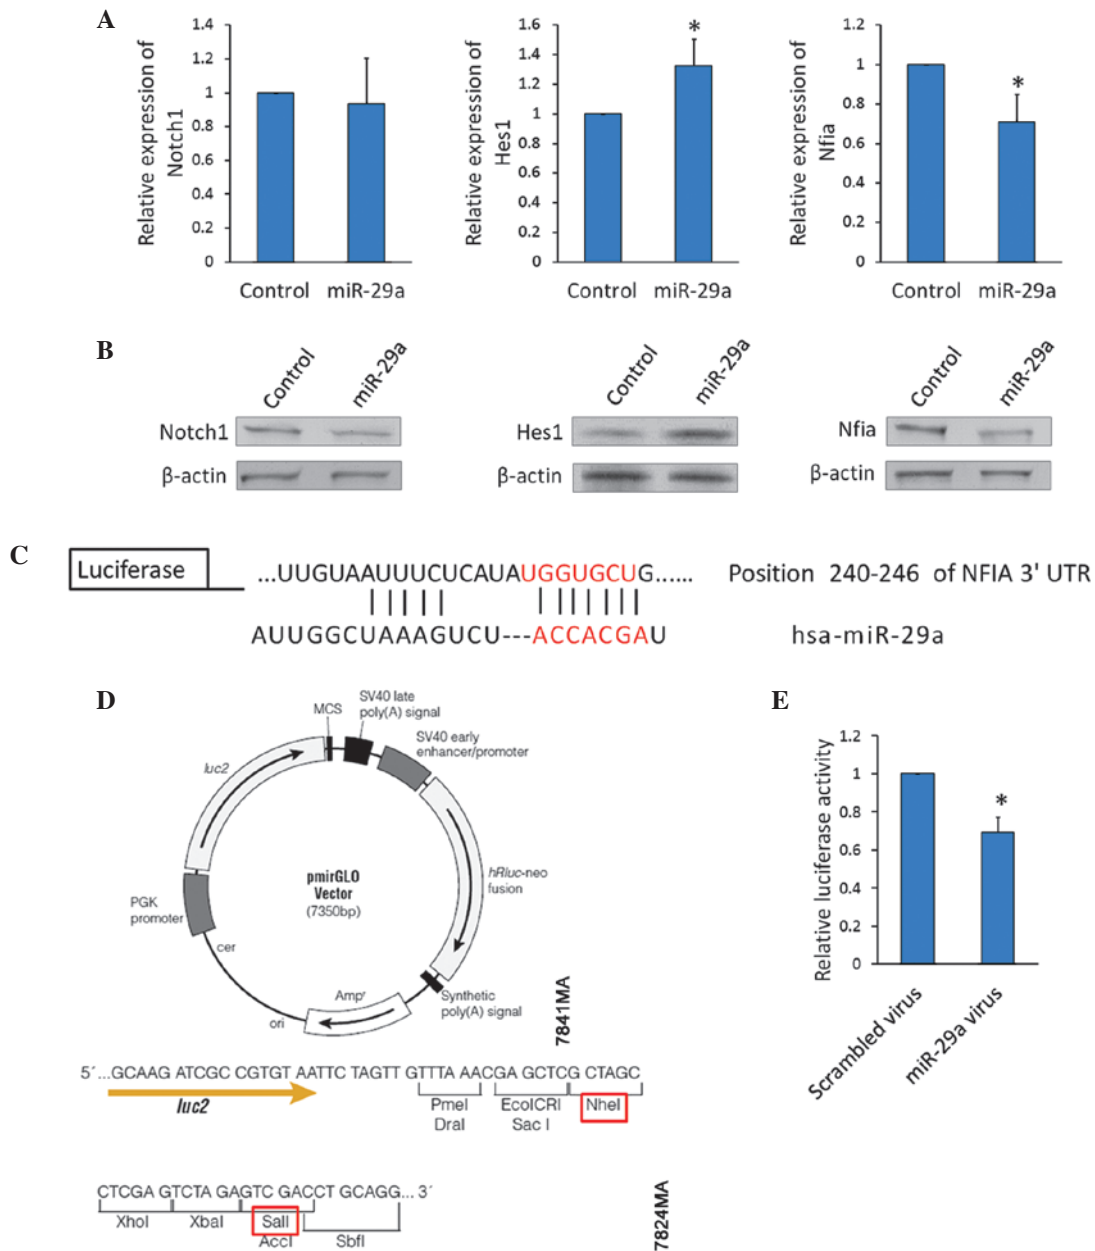 A
Relative expression of
Notch1
1.4
1.2
1
0.8
0.6
0.4
0.2
0
Control
miR-29a
Relative expression of
Hes1
1.6
1.4
1.2
1
0.8
0.6
0.4
0.2
0
*
Control
miR-29a
Relative expression of
Nfia
1.2
1
0.8
0.6
0.4
0.2
0
*
Control
miR-29a
B
Control
miR-29a
Notch1
β-actin
Control
miR-29a
Hes1
β-actin
Control
miR-29a
Nfia
β-actin
C
Luciferase
...UUGUAAUUUCUCAUAUGGUGCUG...... Position 240-246 of NFIA 3' UTR
AUUGGCUAAAGUCU---ACCACGAU hsa-miR-29a
D
MCS
SV40 late
poly(A) signal
SV40 early
enhancer/promoter
luc2
hRluc-neo
fusion
pmirGLO
Vector
(7350bp)
PGK
promoter
cer
ori
Ampʳ
Synthetic
poly(A) signal
7841MA
5´...GCAAGATCGC CGTGT AATTC TAGTT GTTTA AACGA GCTCG CTAGC
luc2
PmeI
DraI
EcoICRI
Sac I
NheI
CTCGA GTCTA GAGTC GACCT GCAGG... 3´
XhoI
XbaI
SalI
AccI
SbfI
7824MA
E
Relative luciferase activity
1.2
1
0.8
0.6
0.4
0.2
0
*
Scrambled virus
miR-29a virus